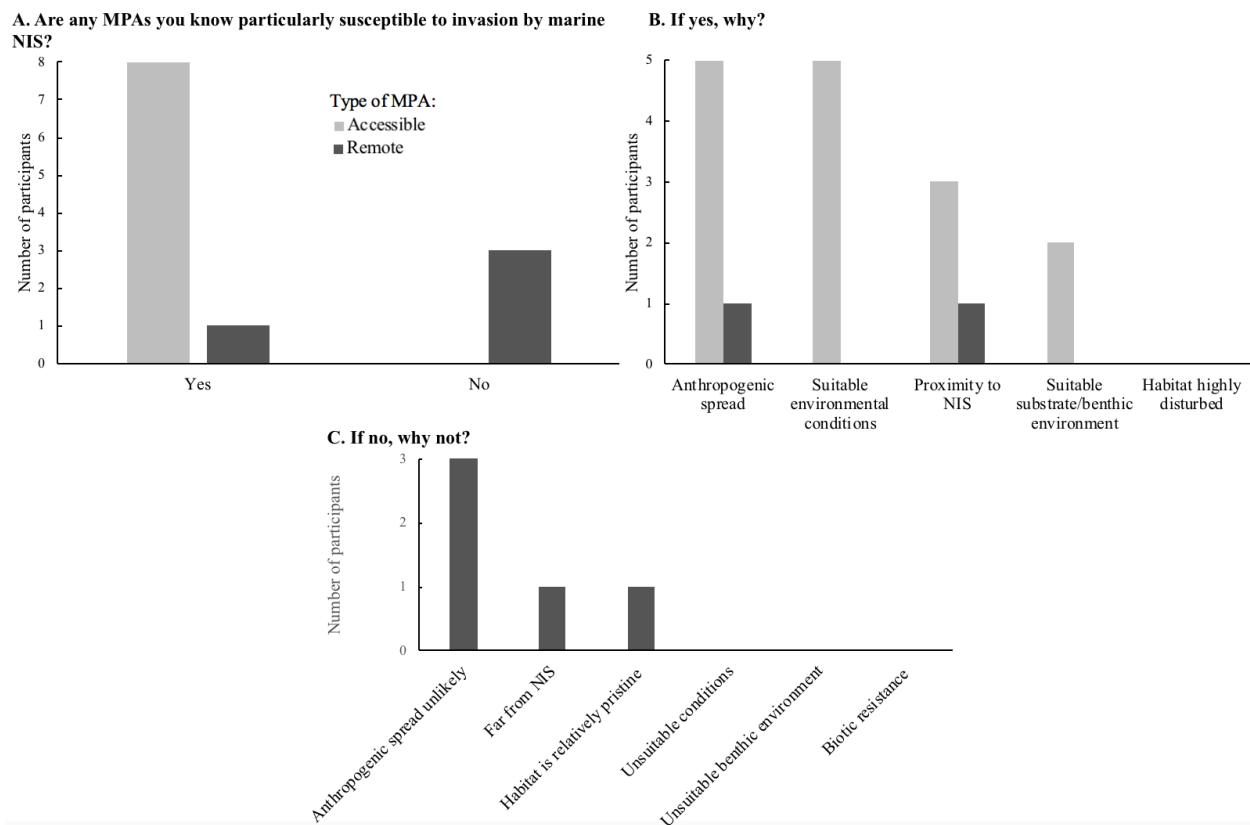 A. Are any MPAs you know particularly susceptible to invasion by marine
NIS?
8
7
6
5
4
3
2
1
0
Number of participants
Type of MPA:
Accessible
Remote
Yes
No
B. If yes, why?
5
4
3
2
1
0
Number of participants
Anthropogenic
spread
Suitable
environmental
conditions
Proximity to
NIS
Suitable
substrate/benthic
environment
Habitat highly
disturbed
C. If no, why not?
3
2
1
0
Number of participants
Anthropogenic spread unlikely
Far from NIS
Habitat is relatively pristine
Unsuitable conditions
Unsuitable benthic environment
Biotic resistance